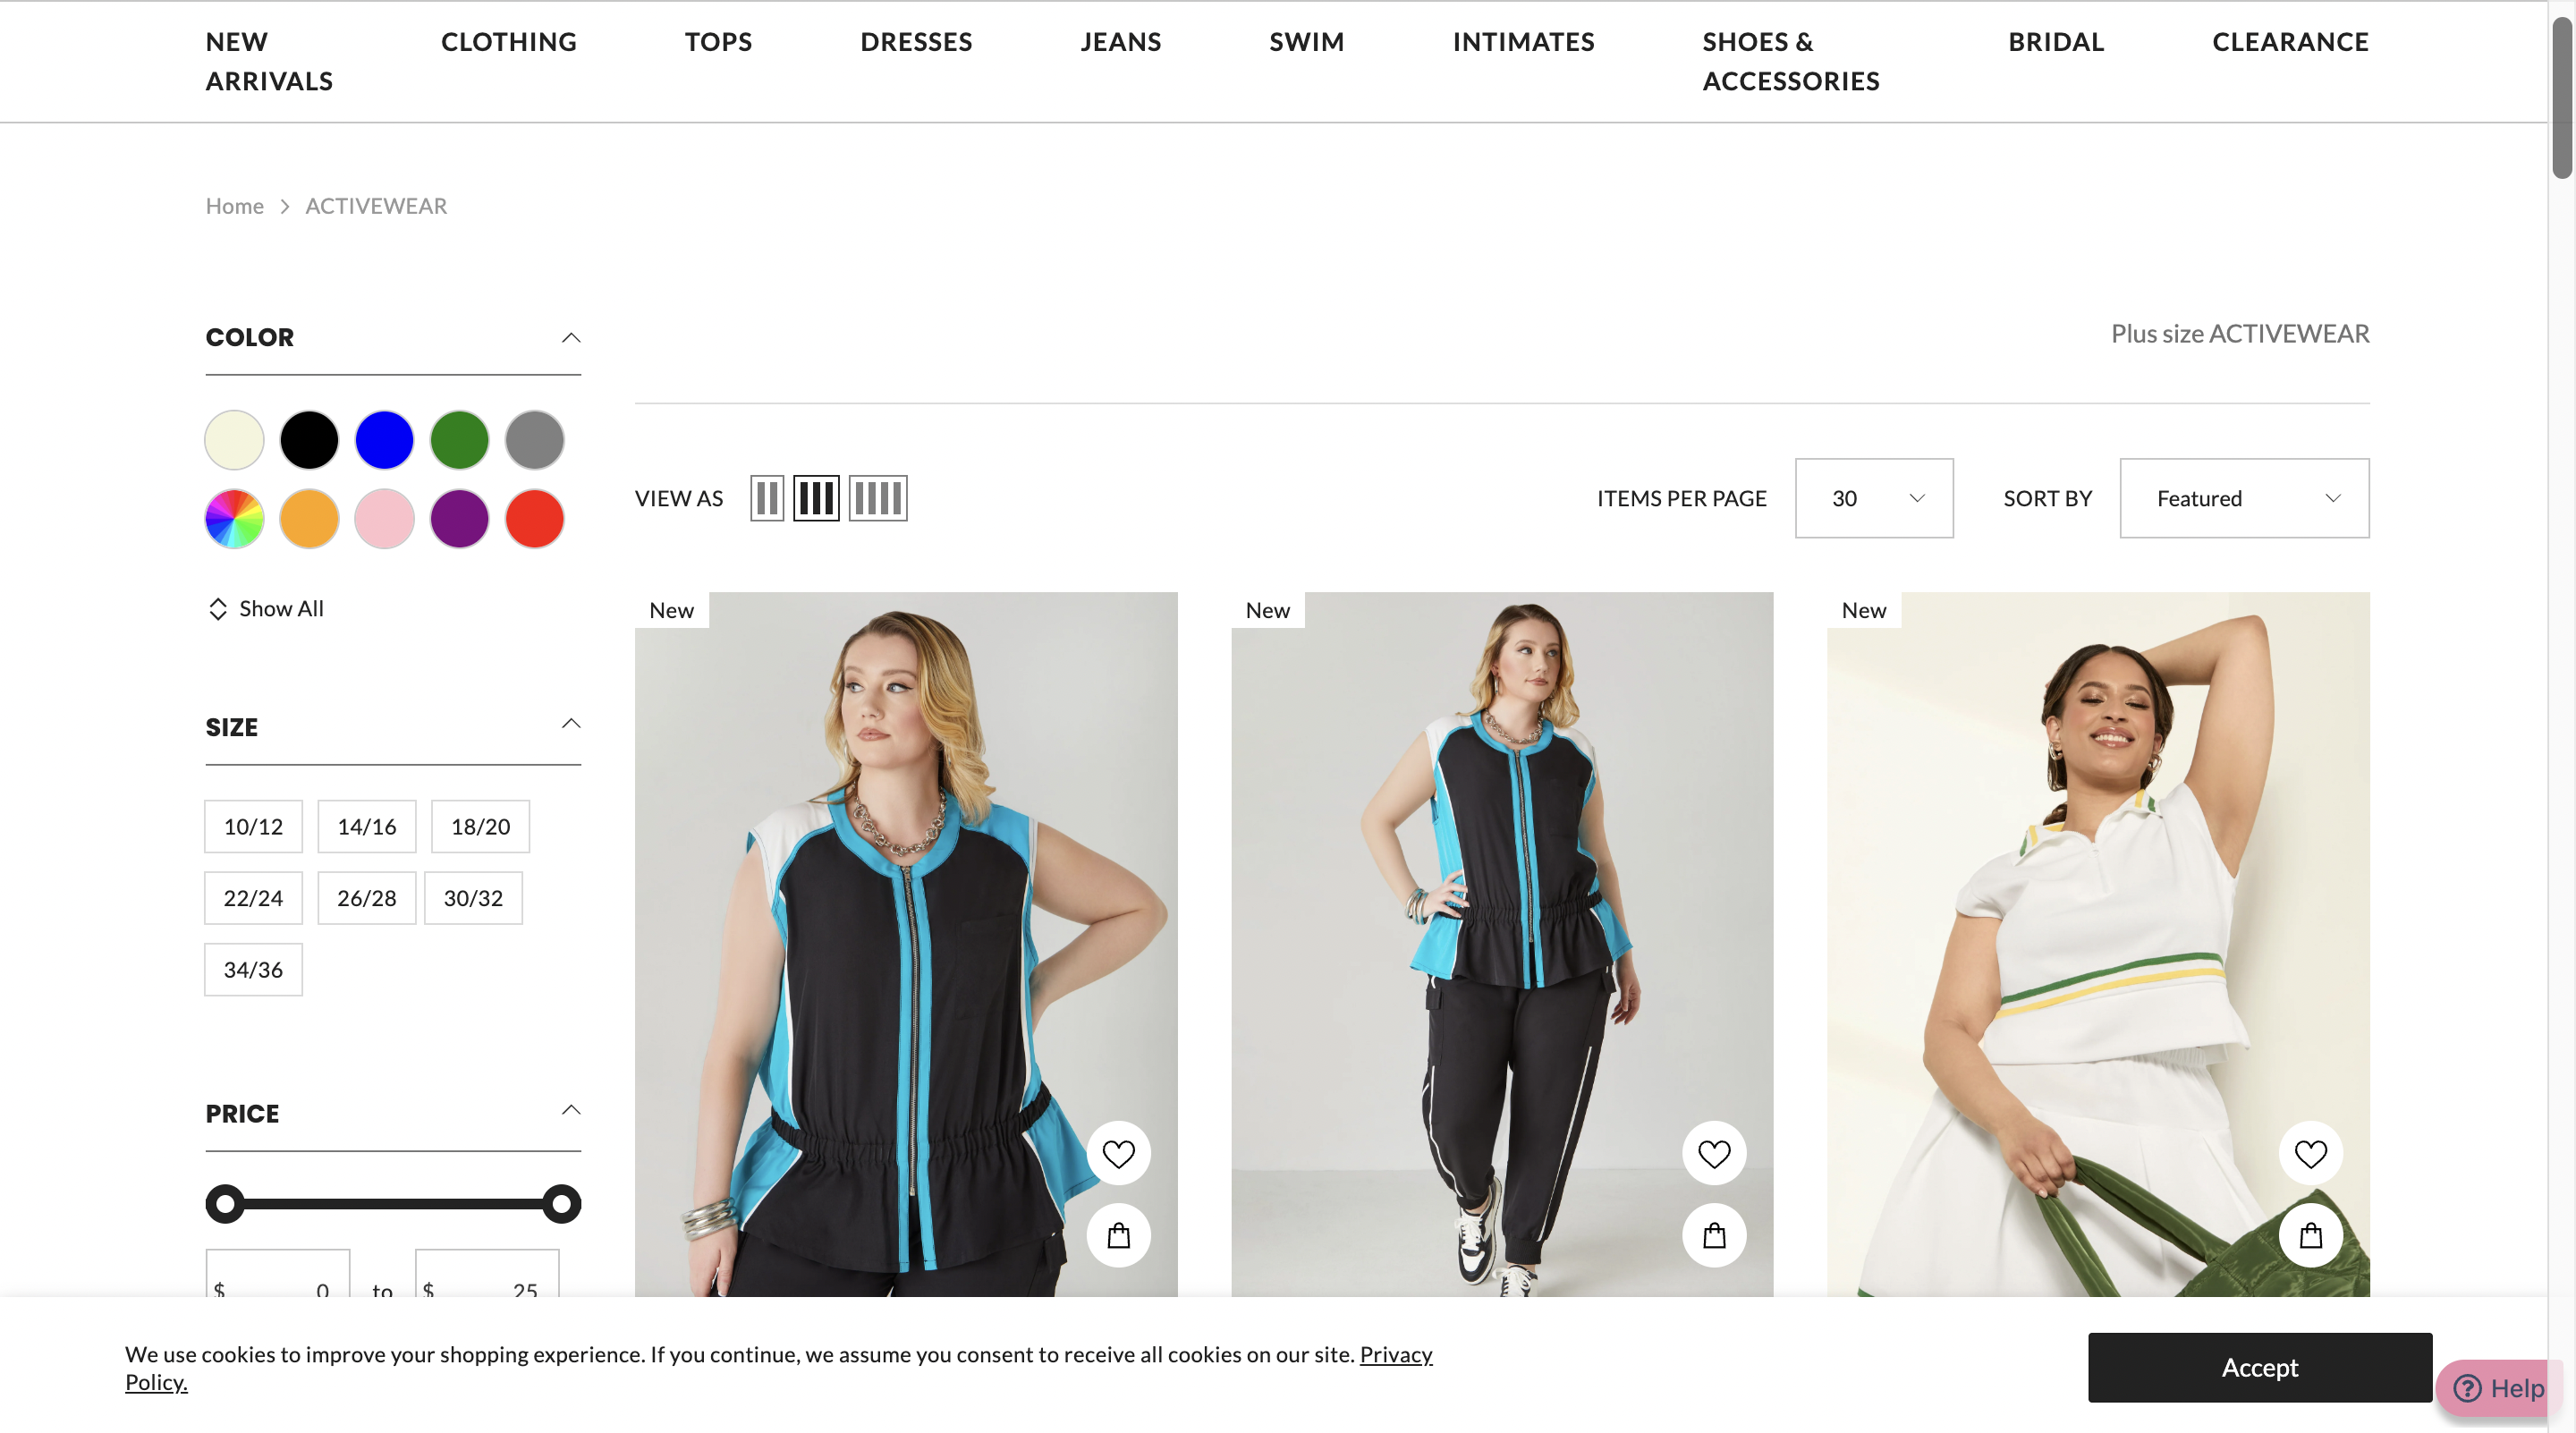 NEW
ARRIVALS
CLOTHING
TOPS
DRESSES
JEANS
SWIM
INTIMATES
SHOES &
ACCESSORIES
BRIDAL
CLEARANCE
Home > ACTIVEWEAR
COLOR
Show All
SIZE
10/12 14/16 18/20
22/24 26/28 30/32
34/36
PRICE
$ 0 to $ 25
Plus size ACTIVEWEAR
VIEW AS
ITEMS PER PAGE 30 SORT BY Featured
New
New
New
We use cookies to improve your shopping experience. If you continue, we assume you consent to receive all cookies on our site. Privacy
Policy.
Accept
Help